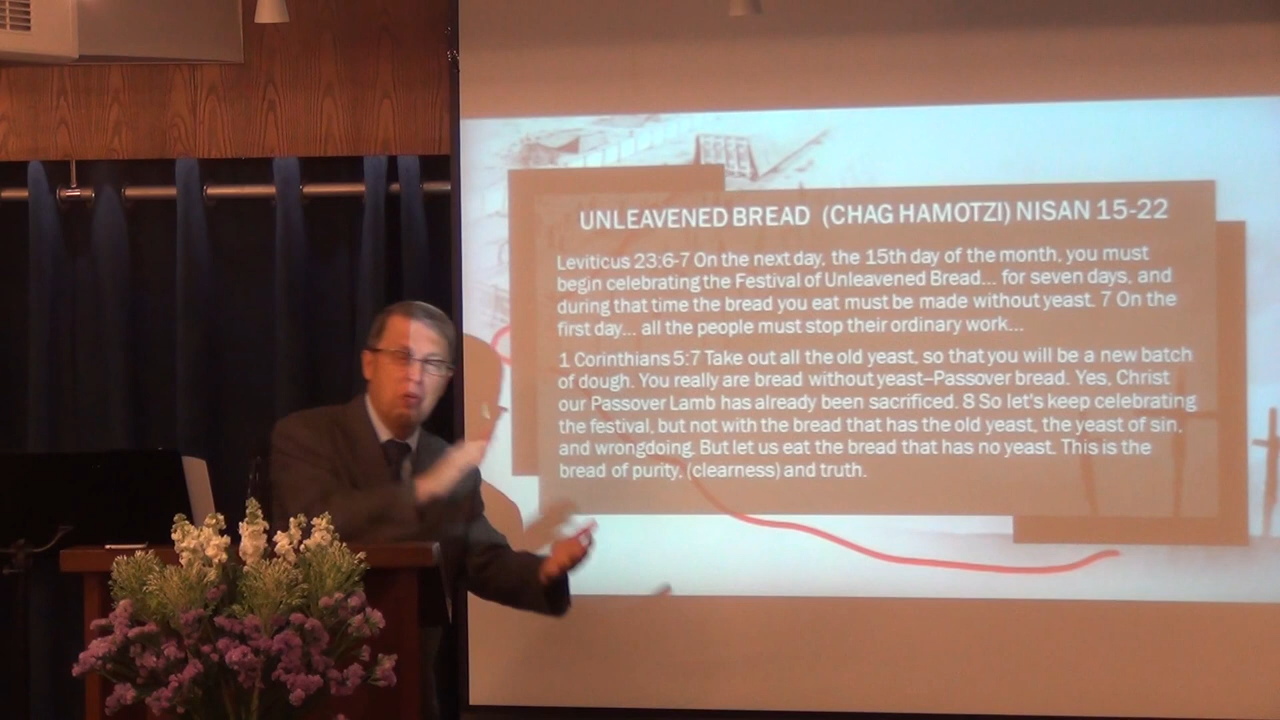 UNLEAVENED BREAD (CHAG HAMOTZI) NISAN 15-22
Leviticus 23:6-7 On the next day, the 15th day of the month, you must
begin celebrating the Festival of Unleavened Bread... for seven days, and
during that time the bread you eat must be made without yeast. 7 On the
first day... all the people must stop their ordinary work...
1 Corinthians 5:7 Take out all the old yeast, so that you will be a new batch
of dough. You really are bread without yeast–Passover bread. Yes, Christ
our Passover Lamb has already been sacrificed. 8 So let's keep celebrating
the festival, but not with the bread that has the old yeast, the yeast of sin,
and wrongdoing. But let us eat the bread that has no yeast. This is the
bread of purity, (clearness) and truth.